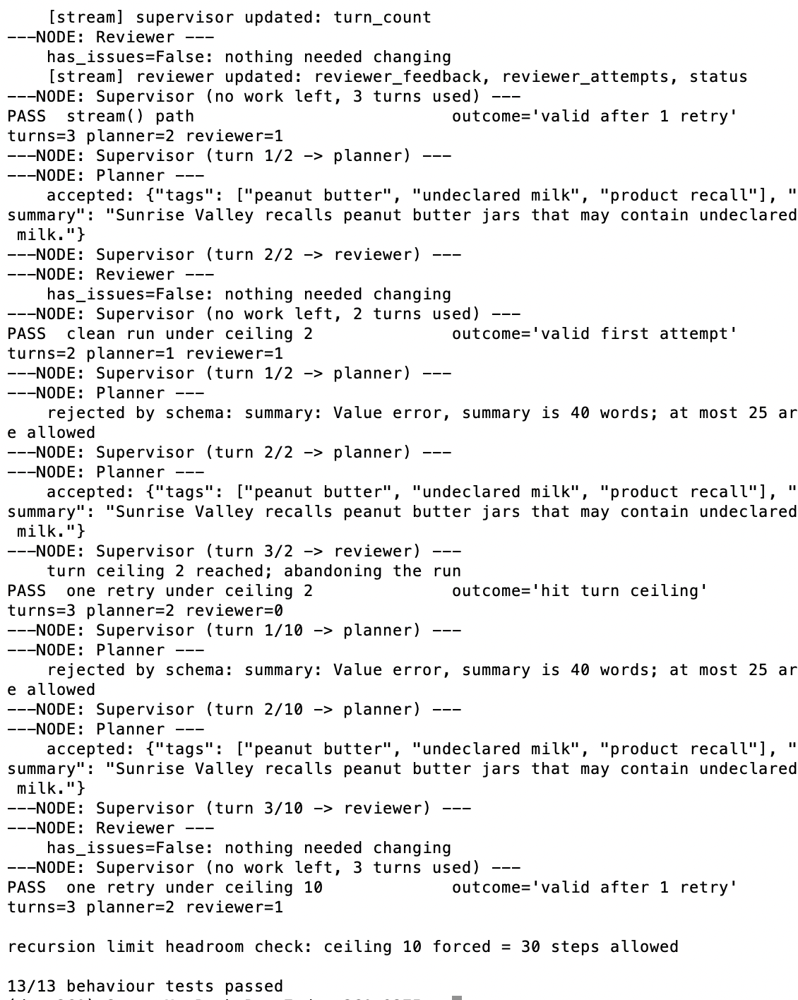 [stream] supervisor updated: turn_count
---NODE: Reviewer ---
    has_issues=False: nothing needed changing
    [stream] reviewer updated: reviewer_feedback, reviewer_attempts, status
---NODE: Supervisor (no work left, 3 turns used) ---
PASS  stream() path                          outcome='valid after 1 retry'
turns=3 planner=2 reviewer=1
---NODE: Supervisor (turn 1/2 -> planner) ---
---NODE: Planner ---
    accepted: {"tags": ["peanut butter", "undeclared milk", "product recall"], "
summary": "Sunrise Valley recalls peanut butter jars that may contain undeclared
 milk."}
---NODE: Supervisor (turn 2/2 -> reviewer) ---
---NODE: Reviewer ---
    has_issues=False: nothing needed changing
---NODE: Supervisor (no work left, 2 turns used) ---
PASS  clean run under ceiling 2              outcome='valid first attempt'
turns=2 planner=1 reviewer=1
---NODE: Supervisor (turn 1/2 -> planner) ---
---NODE: Planner ---
    rejected by schema: summary: Value error, summary is 40 words; at most 25 ar
e allowed
---NODE: Supervisor (turn 2/2 -> planner) ---
---NODE: Planner ---
    accepted: {"tags": ["peanut butter", "undeclared milk", "product recall"], "
summary": "Sunrise Valley recalls peanut butter jars that may contain undeclared
 milk."}
---NODE: Supervisor (turn 3/2 -> reviewer) ---
    turn ceiling 2 reached; abandoning the run
PASS  one retry under ceiling 2              outcome='hit turn ceiling'
turns=3 planner=2 reviewer=0
---NODE: Supervisor (turn 1/10 -> planner) ---
---NODE: Planner ---
    rejected by schema: summary: Value error, summary is 40 words; at most 25 ar
e allowed
---NODE: Supervisor (turn 2/10 -> planner) ---
---NODE: Planner ---
    accepted: {"tags": ["peanut butter", "undeclared milk", "product recall"], "
summary": "Sunrise Valley recalls peanut butter jars that may contain undeclared
 milk."}
---NODE: Supervisor (turn 3/10 -> reviewer) ---
---NODE: Reviewer ---
    has_issues=False: nothing needed changing
---NODE: Supervisor (no work left, 3 turns used) ---
PASS  one retry under ceiling 10             outcome='valid after 1 retry'
turns=3 planner=2 reviewer=1

recursion limit headroom check: ceiling 10 forced = 30 steps allowed

13/13 behaviour tests passed